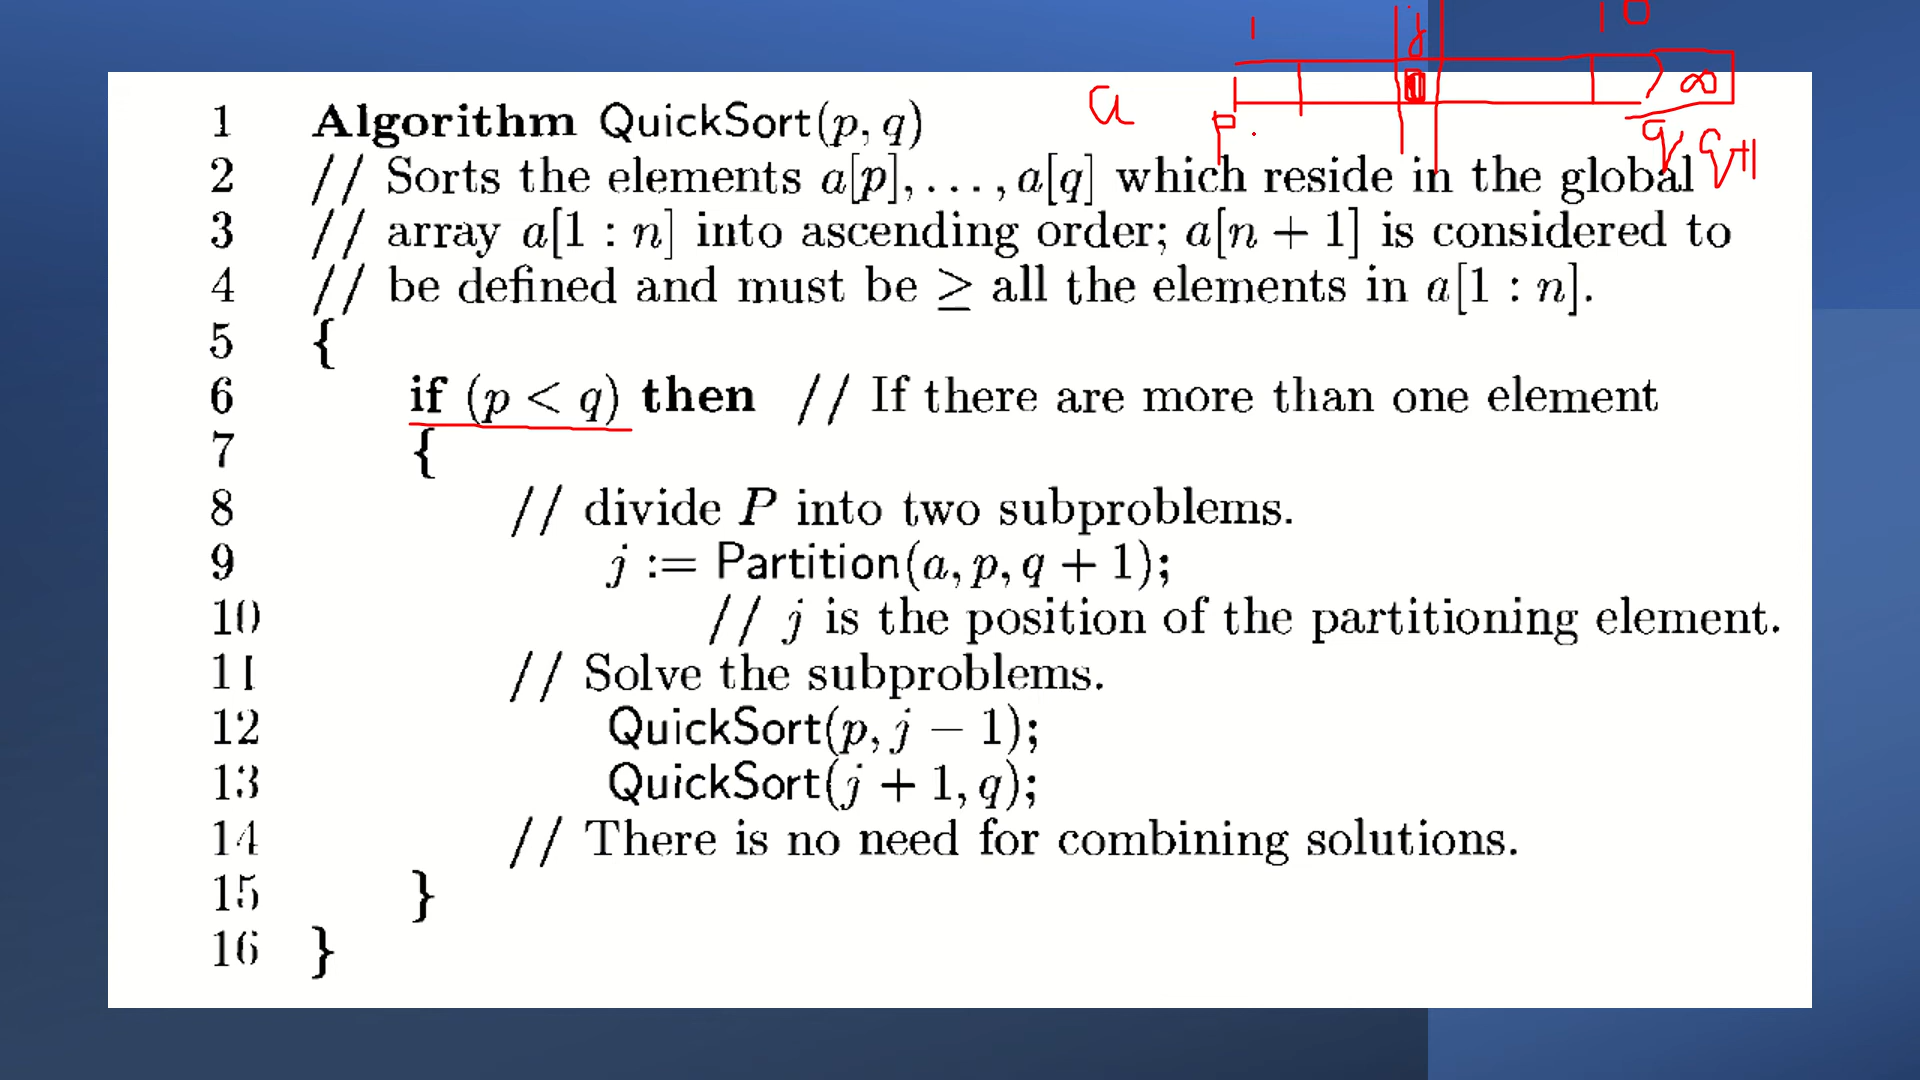 1 j 10
a ∞
p q q+1
1 Algorithm QuickSort(p, q)
2 // Sorts the elements a[p], . . . , a[q] which reside in the global
3 // array a[1 : n] into ascending order; a[n + 1] is considered to
4 // be defined and must be ≥ all the elements in a[1 : n].
5 {
6 if (p < q) then // If there are more than one element
7 {
8 // divide P into two subproblems.
9 j := Partition(a, p, q + 1);
10 // j is the position of the partitioning element.
11 // Solve the subproblems.
12 QuickSort(p, j − 1);
13 QuickSort(j + 1, q);
14 // There is no need for combining solutions.
15 }
16 }